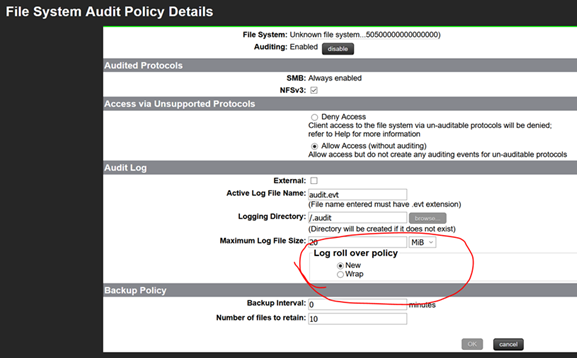 File System Audit Policy Details
File System: Unknown file system...50500000000000000)
Auditing: Enabled disable
Audited Protocols
SMB: Always enabled
NFSv3:
Access via Unsupported Protocols
Deny Access
Client access to the file system via un-auditable protocols will be denied;
refer to Help for more information
Allow Access (without auditing)
Allow access but do not create any auditing events for un-auditable protocols
Audit Log
External:
Active Log File Name: audit.evt
(File name entered must have .evt extension)
Logging Directory: /.audit browse...
(Directory will be created if it does not exist)
Maximum Log File Size: 20 MiB
Log roll over policy
New
Wrap
Backup Policy
Backup Interval: 0 minutes
Number of files to retain: 10
OK cancel